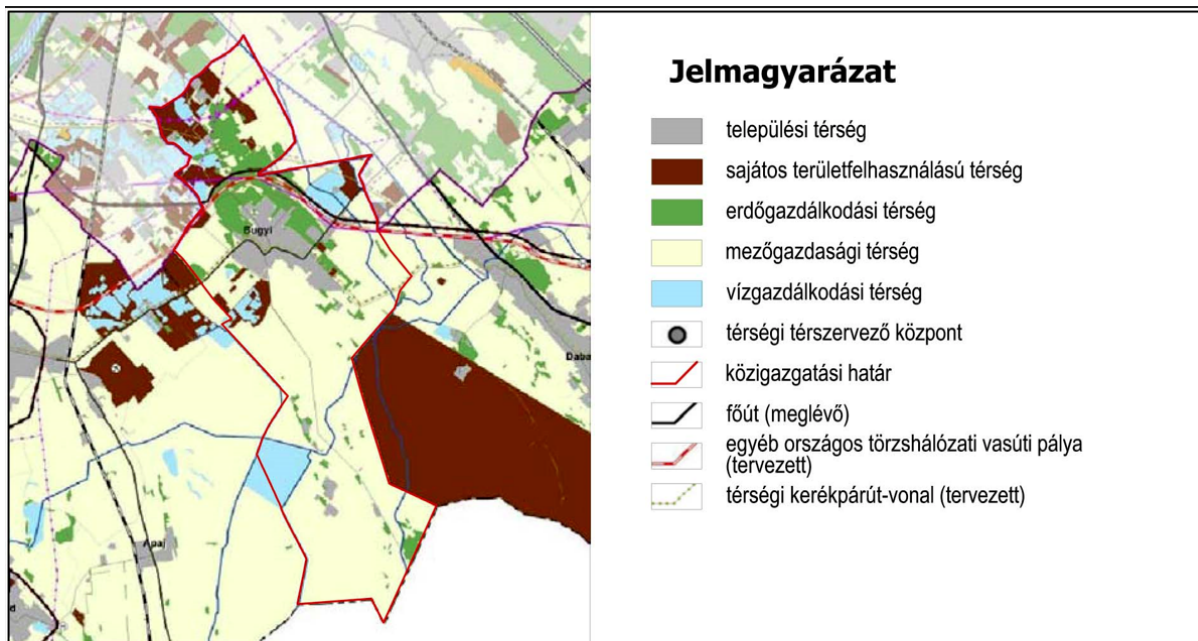 Bugyi
Daba
Apaj
d
Jelmagyarázat
települési térség
sajátos területfelhasználású térség
erdőgazdálkodási térség
mezőgazdasági térség
vízgazdálkodási térség
térségi térszervező központ
közigazgatási határ
főút (meglévő)
egyéb országos törzshálózati vasúti pálya
(tervezett)
térségi kerékpárút-vonal (tervezett)